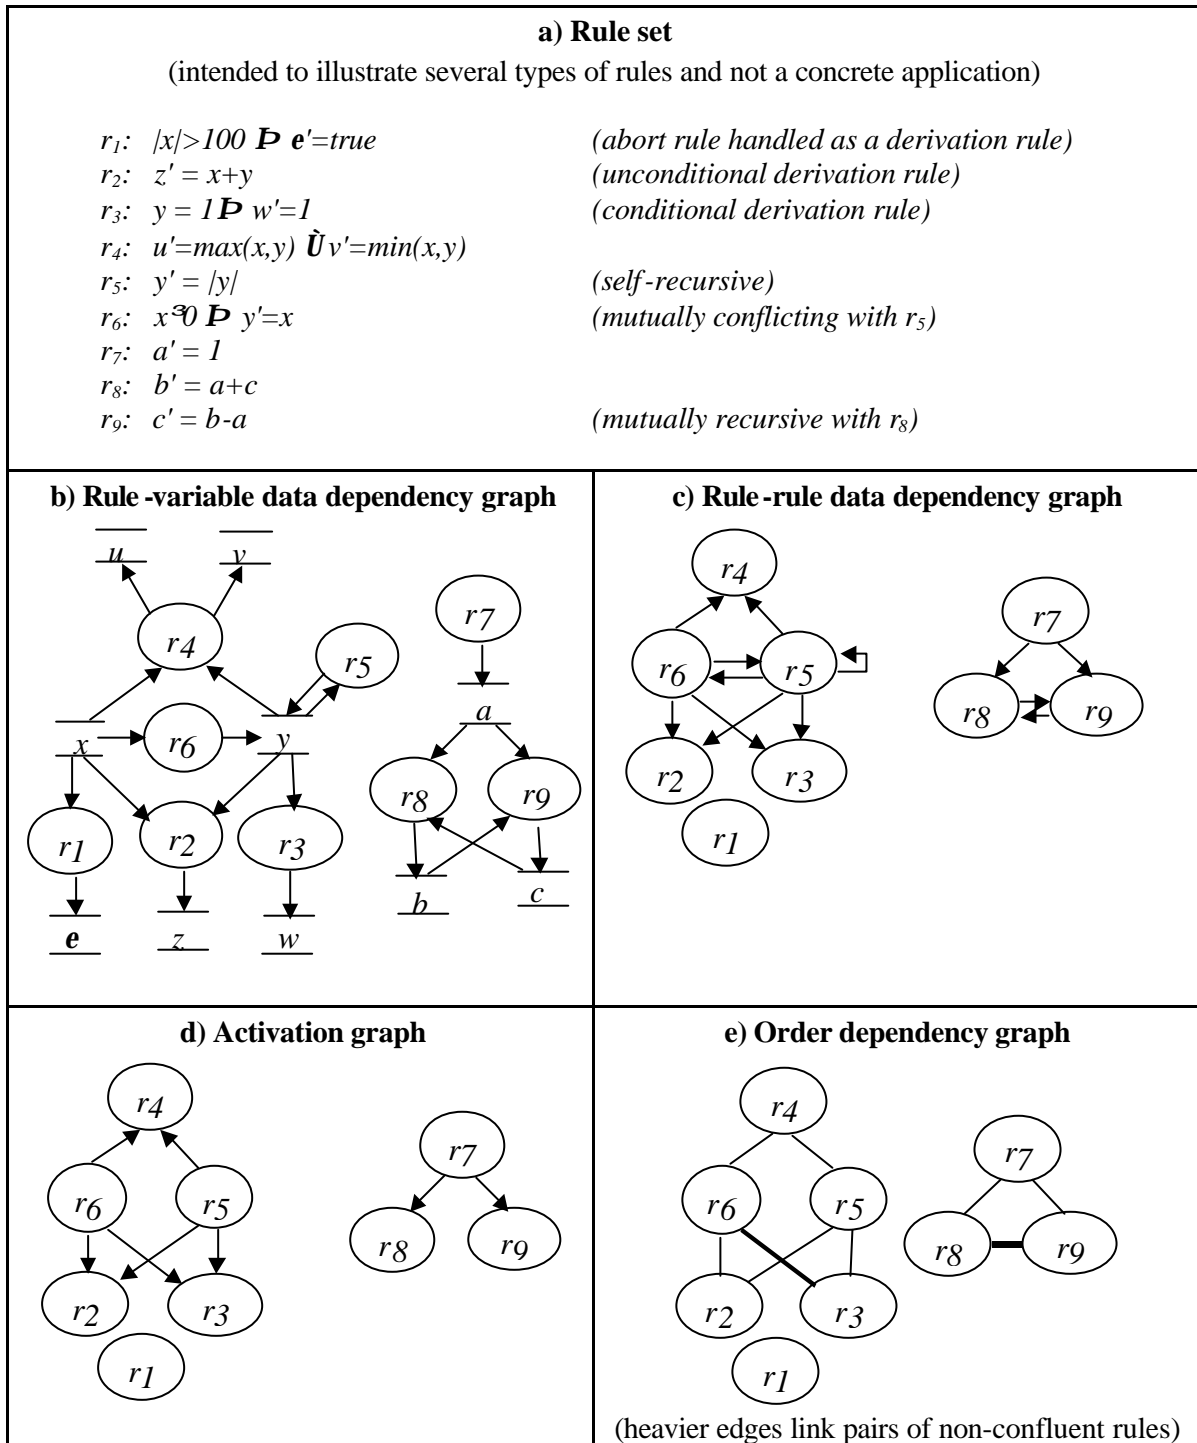 a) Rule set
(intended to illustrate several types of rules and not a concrete application)
r1: |x|>100 Þ e'=true (abort rule handled as a derivation rule)
r2: z' = x+y (unconditional derivation rule)
r3: y = 1 Þ w'=1 (conditional derivation rule)
r4: u'=max(x,y) Ù v'=min(x,y)
r5: y' = |y| (self-recursive)
r6: x³0 Þ y'=x (mutually conflicting with r5)
r7: a' = 1
r8: b' = a+c
r9: c' = b-a (mutually recursive with r8)
b) Rule-variable data dependency graph
u v
r7
r4
r5
a
x r6 y
r8 r9
r1 r2 r3
b c
e z w
c) Rule-rule data dependency graph
r4
r7
r6 r5
r8 r9
r2 r3
r1
d) Activation graph
r4
r7
r6 r5
r8 r9
r2 r3
r1
e) Order dependency graph
r4
r7
r6 r5
r8 r9
r2 r3
r1
(heavier edges link pairs of non-confluent rules)